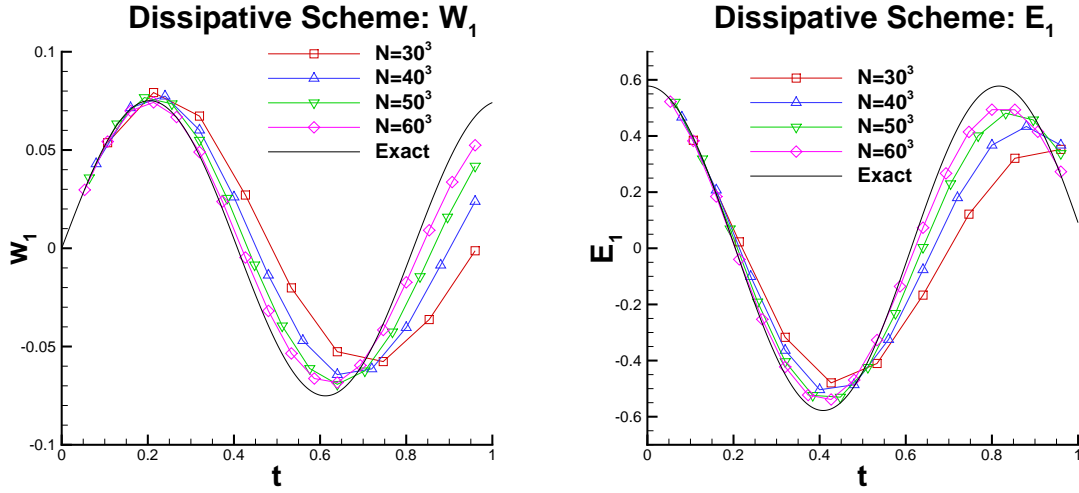 Dissipative Scheme: W₁
N=30³
N=40³
N=50³
N=60³
Exact
0.1
0.05
0
-0.05
-0.1
W₁
0
0.2
0.4
0.6
0.8
1
t
Dissipative Scheme: E₁
N=30³
N=40³
N=50³
N=60³
Exact
0.6
0.4
0.2
0.0
-0.2
-0.4
-0.6
E₁
0
0.2
0.4
0.6
0.8
1
t